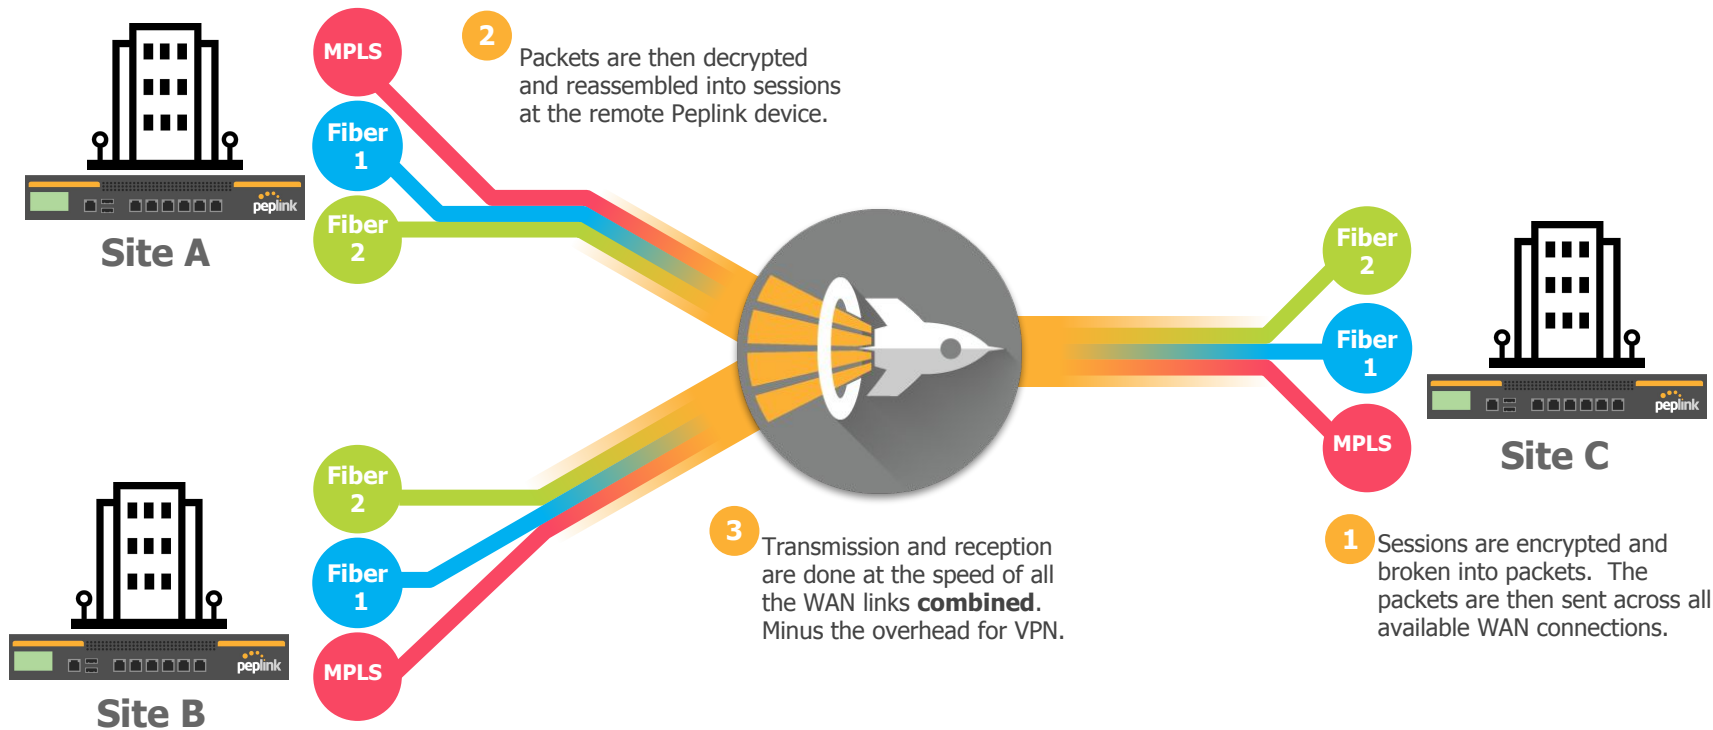 MPLS
2
Packets are then decrypted
and reassembled into sessions
at the remote Peplink device.
Fiber
1
peplink
Fiber
2
Site A
Fiber
2
Fiber
1
MPLS
peplink
Site C
Fiber
2
Fiber
1
MPLS
peplink
Site B
3
Transmission and reception
are done at the speed of all
the WAN links combined.
Minus the overhead for VPN.
1
Sessions are encrypted and
broken into packets.  The
packets are then sent across all
available WAN connections.